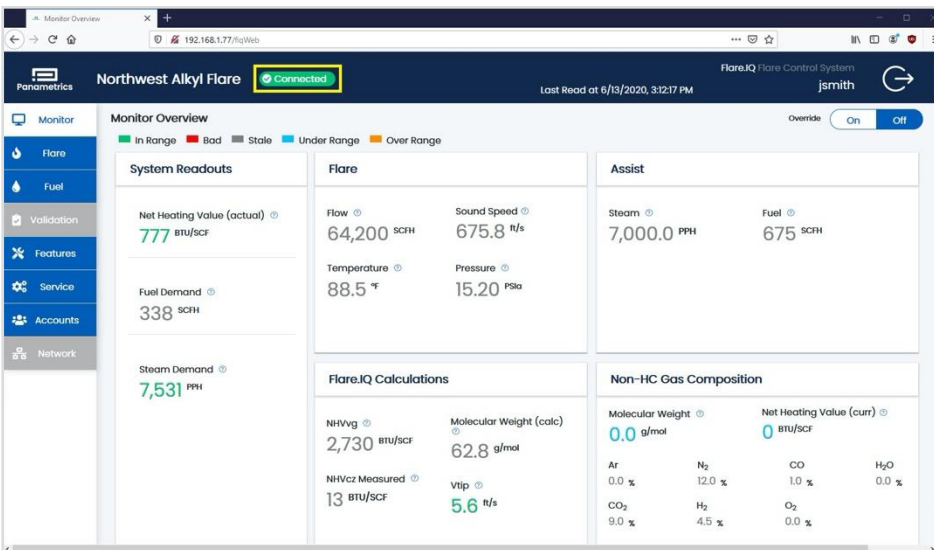 Monitor Overview
192.168.1.77/fiqWeb
Panametrics
Northwest Alkyl Flare
Connected
Last Read at 6/13/2020, 3:12:17 PM
Flare.IQ Flare Control System
jsmith
Monitor
Flare
Fuel
Validation
Features
Service
Accounts
Network
Monitor Overview
Override On Off
In Range Bad Stale Under Range Over Range
System Readouts
Net Heating Value (actual)
777 BTU/SCF
Fuel Demand
338 SCFH
Steam Demand
7,531 PPH
Flare
Flow
64,200 SCFH
Sound Speed
675.8 ft/s
Temperature
88.5 °F
Pressure
15.20 PSIa
Assist
Steam
7,000.0 PPH
Fuel
675 SCFH
Flare.IQ Calculations
NHVvg
2,730 BTU/SCF
Molecular Weight (calc)
62.8 g/mol
NHVcz Measured
13 BTU/SCF
Vtip
5.6 ft/s
Non-HC Gas Composition
Molecular Weight
0.0 g/mol
Net Heating Value (curr)
0 BTU/SCF
Ar
0.0 %
N₂
12.0 %
CO
1.0 %
H₂O
0.0 %
CO₂
9.0 %
H₂
4.5 %
O₂
0.0 %